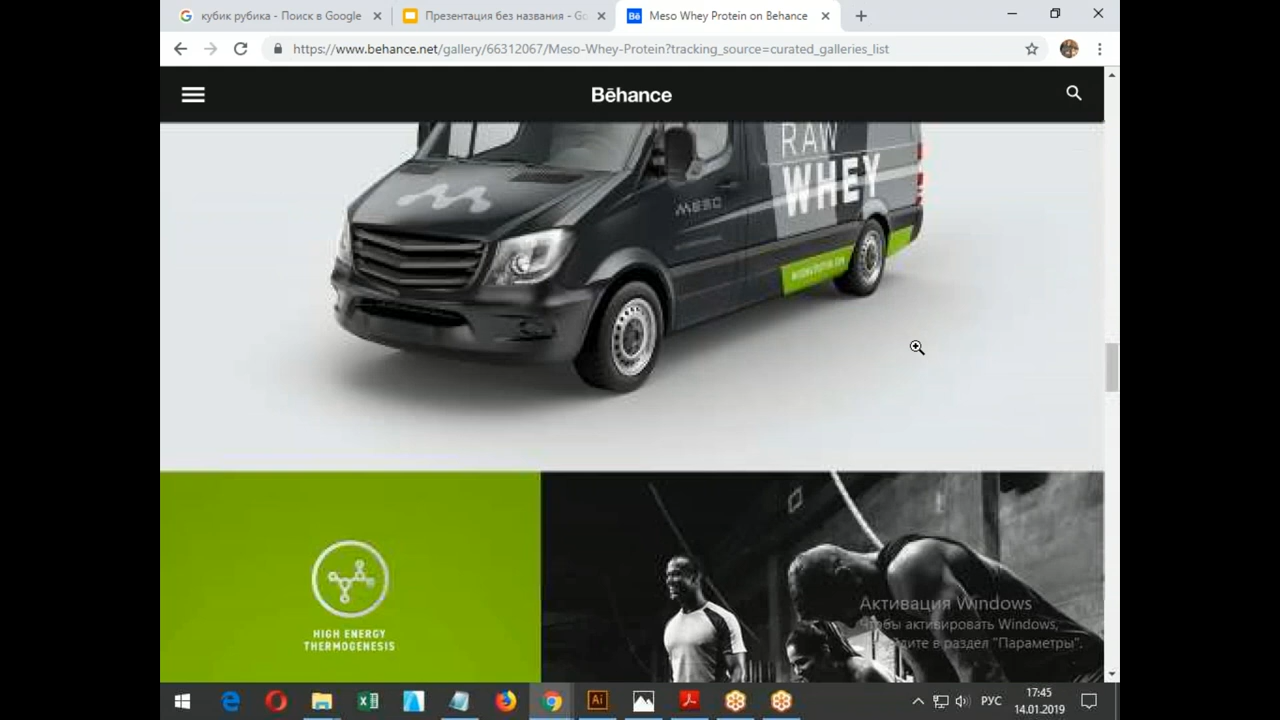 кубик рубика - Поиск в Google
Презентация без названия - Go
Bē
Meso Whey Protein on Behance
https://www.behance.net/gallery/66312067/Meso-Whey-Protein?tracking_source=curated_galleries_list
Bēhance
RAW
WHEY
MESO
HIGH ENERGY
THERMOGENESIS
Активация Windows
Чтобы активировать Windows,
в раздел "Параметры".
Ai
РУС
17:45
14.01.2019